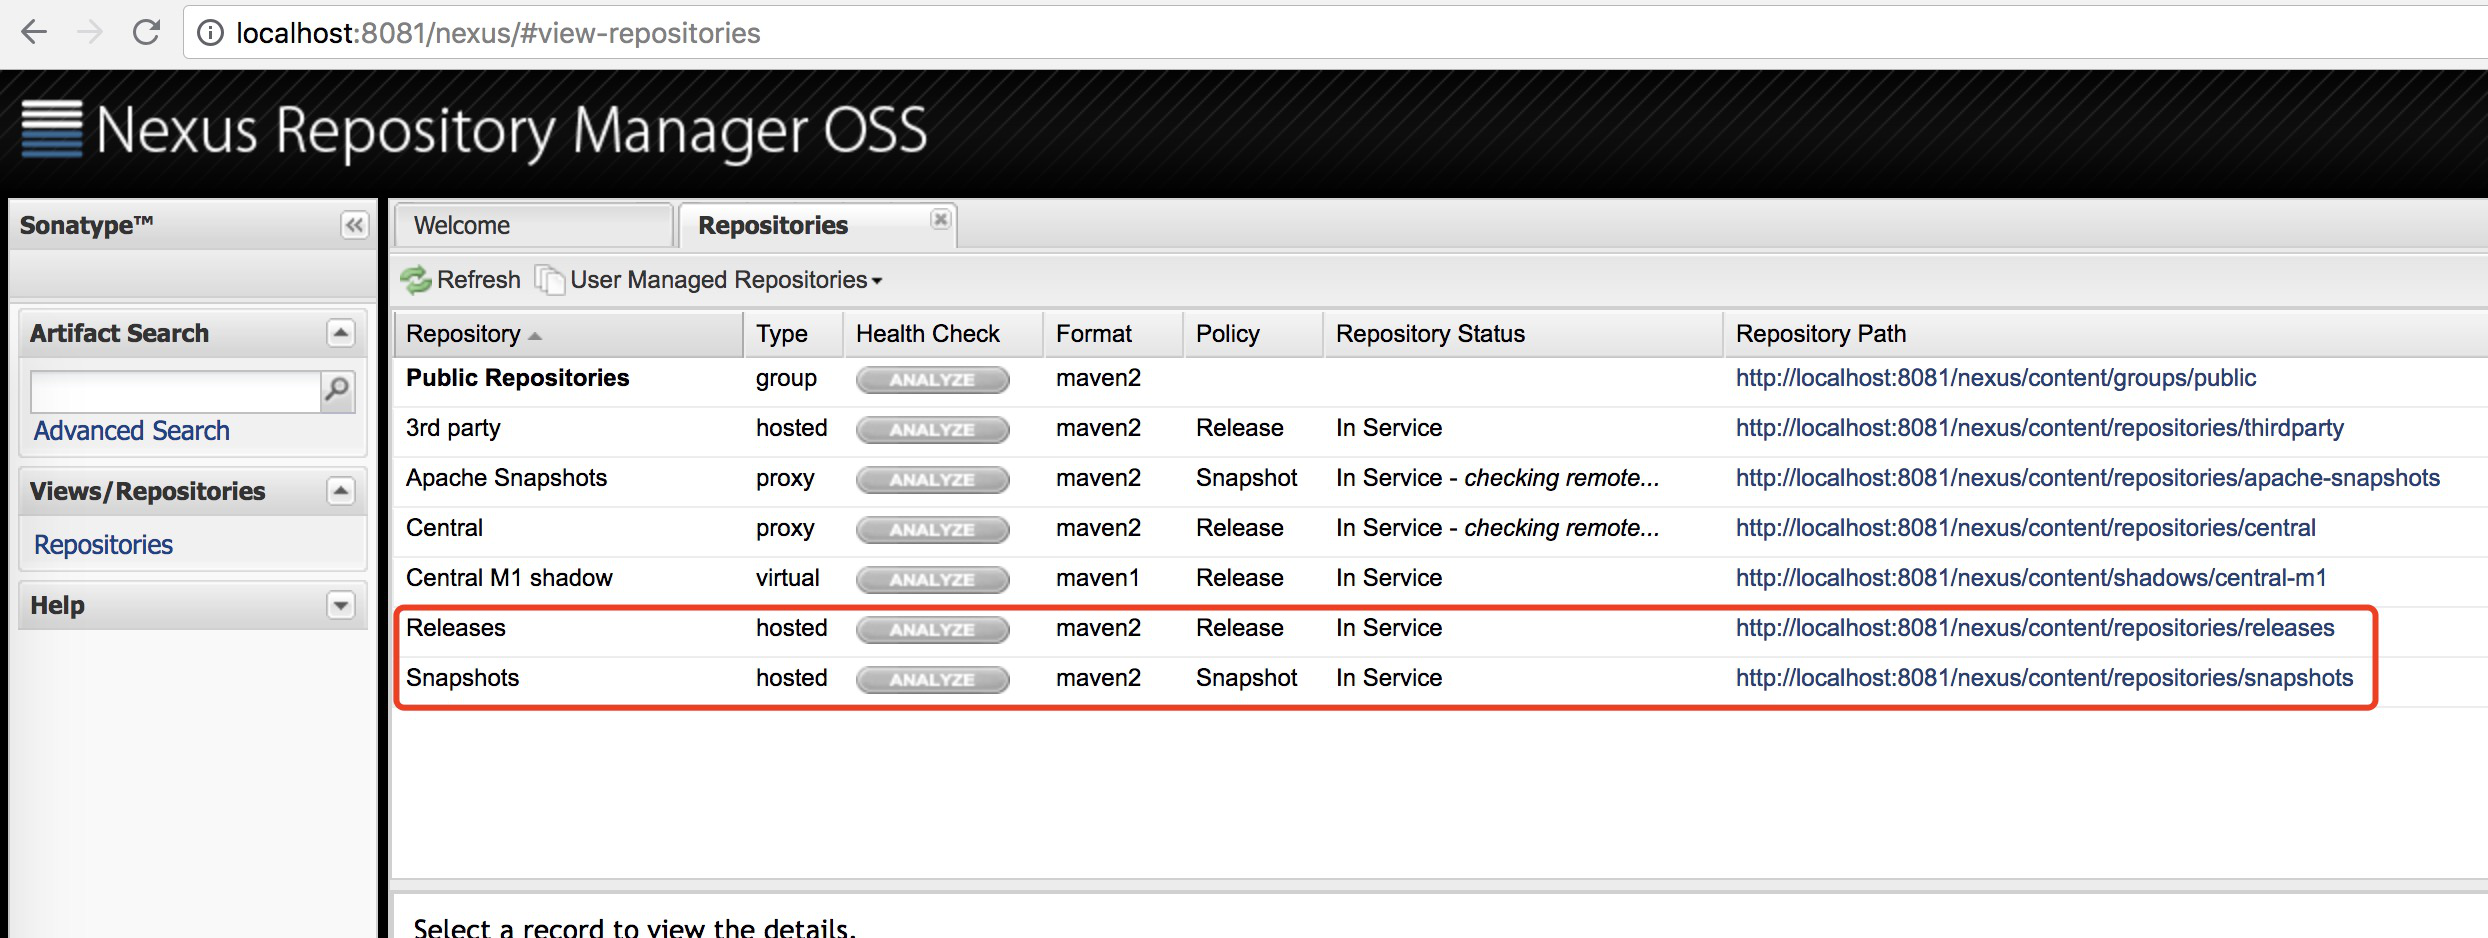 localhost:8081/nexus/#view-repositories
Nexus Repository Manager OSS
Sonatype™
Welcome Repositories
Refresh User Managed Repositories
Artifact Search
Advanced Search
Views/Repositories
Repositories
Help
Repository Type Health Check Format Policy Repository Status Repository Path
Public Repositories group ANALYZE maven2 http://localhost:8081/nexus/content/groups/public
3rd party hosted ANALYZE maven2 Release In Service http://localhost:8081/nexus/content/repositories/thirdparty
Apache Snapshots proxy ANALYZE maven2 Snapshot In Service - checking remote... http://localhost:8081/nexus/content/repositories/apache-snapshots
Central proxy ANALYZE maven2 Release In Service - checking remote... http://localhost:8081/nexus/content/repositories/central
Central M1 shadow virtual ANALYZE maven1 Release In Service http://localhost:8081/nexus/content/shadows/central-m1
Releases hosted ANALYZE maven2 Release In Service http://localhost:8081/nexus/content/repositories/releases
Snapshots hosted ANALYZE maven2 Snapshot In Service http://localhost:8081/nexus/content/repositories/snapshots
Select a record to view the details.